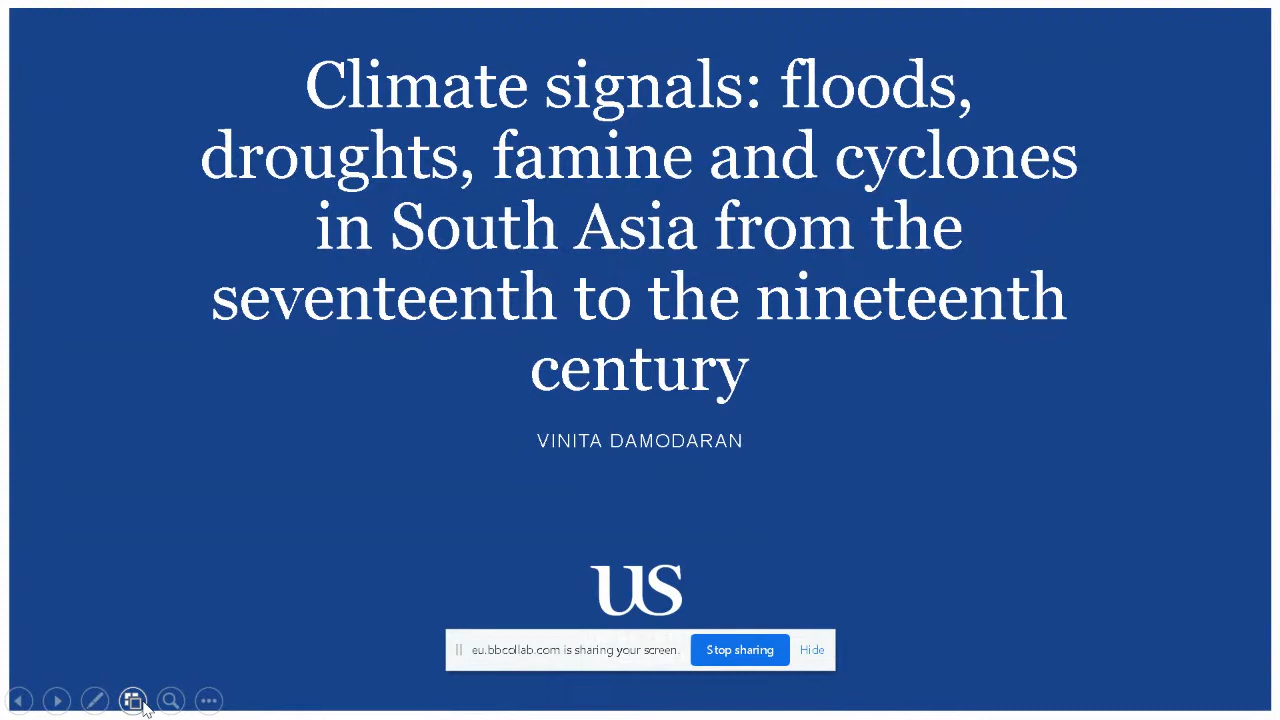 Climate signals: floods,
droughts, famine and cyclones
in South Asia from the
seventeenth to the nineteenth
century
VINITA DAMODARAN
us
eu.bbcollab.com is sharing your screen.
Stop sharing
Hide